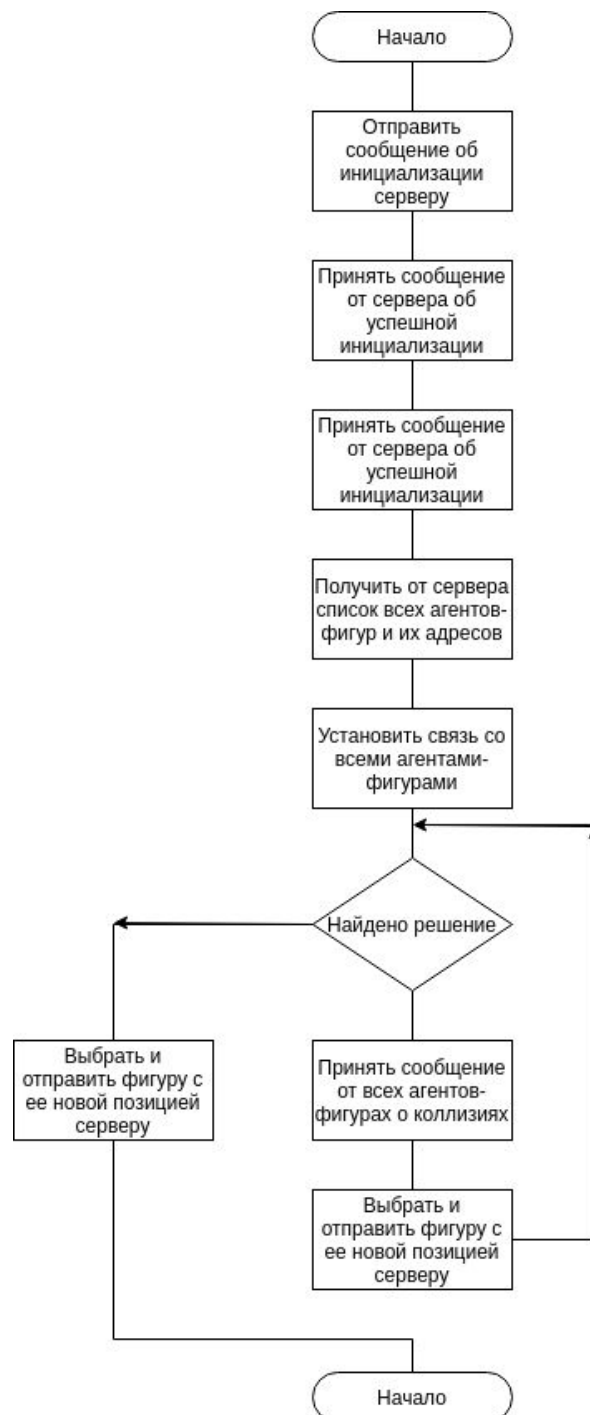 Начало
Отправить
сообщение об
инициализации
серверу
Принять сообщение
от сервера об
успешной
инициализации
Принять сообщение
от сервера об
успешной
инициализации
Получить от сервера
список всех агентов-
фигур и их адресов
Установить связь со
всеми агентами-
фигурами
Найдено решение
Выбрать и
отправить фигуру с
ее новой позицией
серверу
Принять сообщение
от всех агентов-
фигурах о коллизиях
Выбрать и
отправить фигуру с
ее новой позицией
серверу
Начало